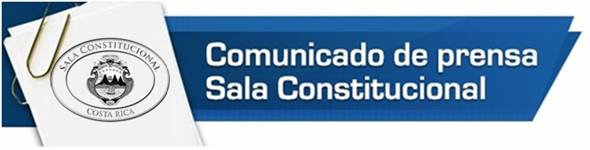 SALA CONSTITUCIONAL
COSTA RICA
Comunicado de prensa
Sala Constitucional